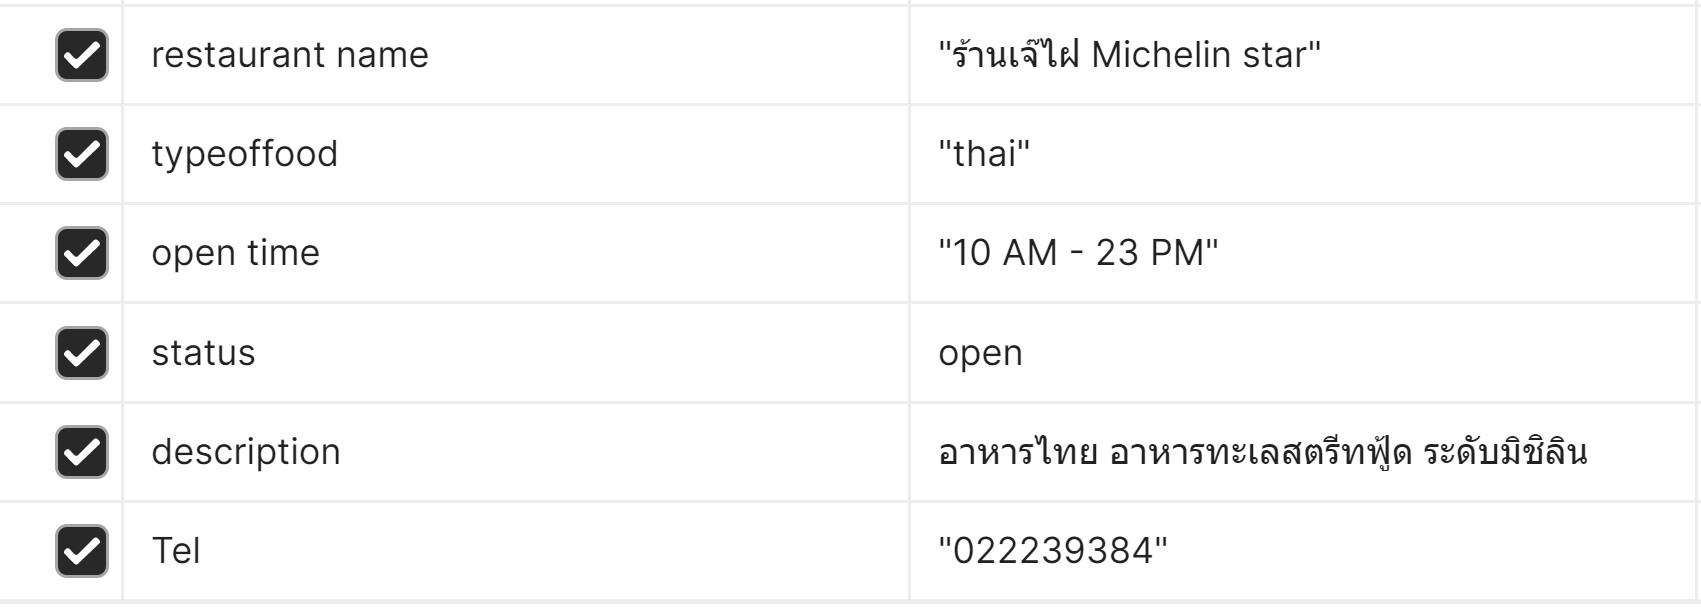 restaurant name "ร้านเจ๊ไฝ Michelin star"
typeoffood "thai"
open time "10 AM - 23 PM"
status open
description อาหารไทย อาหารทะเลสตรีทฟู้ด ระดับมิชิลิน
Tel "022239384"